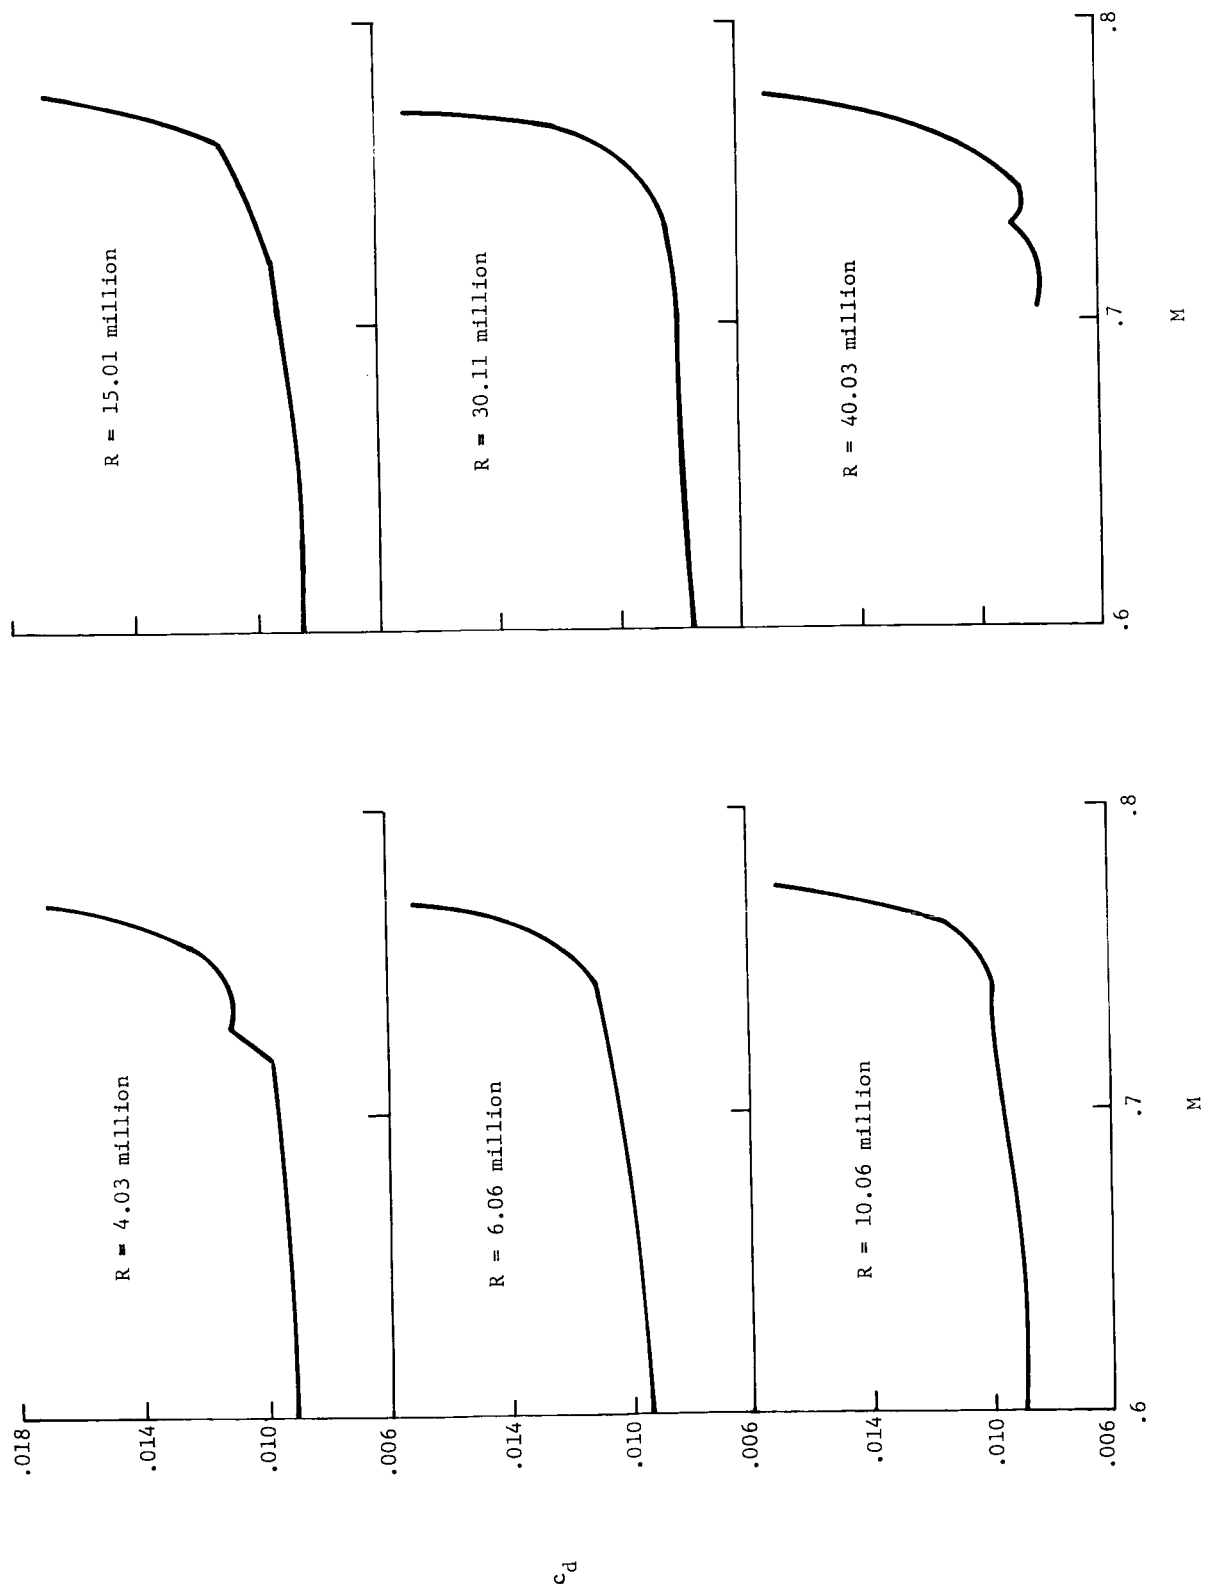 R = 4.03 million
R = 15.01 million
R = 6.06 million
R = 30.11 million
R = 10.06 million
R = 40.03 million
.018
.014
.010
.006
.014
.010
.006
.014
.010
.006
c_d
.6
.7
.8
M
.6
.7
.8
M